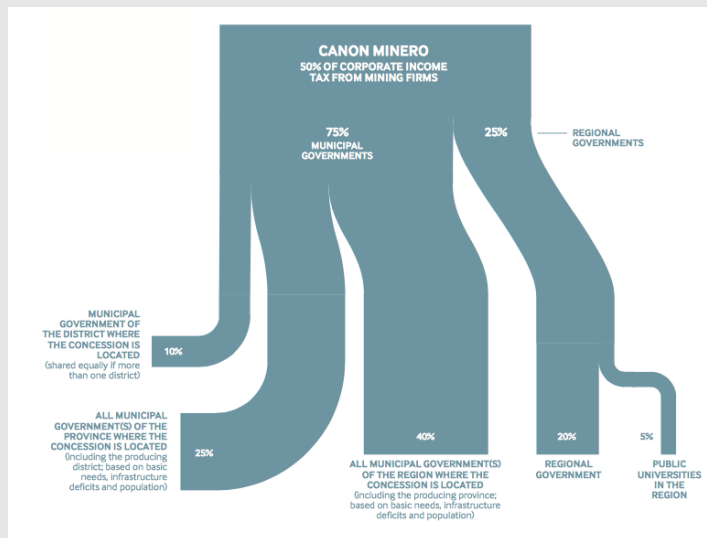 CANON MINERO
50% OF CORPORATE INCOME
TAX FROM MINING FIRMS
75%
MUNICIPAL
GOVERNMENTS
25%
REGIONAL
GOVERNMENTS
MUNICIPAL
GOVERNMENT OF
THE DISTRICT WHERE
THE CONCESSION IS
LOCATED
(shared equally if more
than one district)
10%
ALL MUNICIPAL
GOVERNMENT(S) OF THE
PROVINCE WHERE THE
CONCESSION IS LOCATED
(including the producing
district; based on basic
needs, infrastructure
deficits and population)
25%
40%
ALL MUNICIPAL GOVERNMENT(S)
OF THE REGION WHERE THE
CONCESSION IS LOCATED
(including the producing province;
based on basic needs, infrastructure
deficits and population)
20%
REGIONAL
GOVERNMENT
5%
PUBLIC
UNIVERSITIES
IN THE
REGION